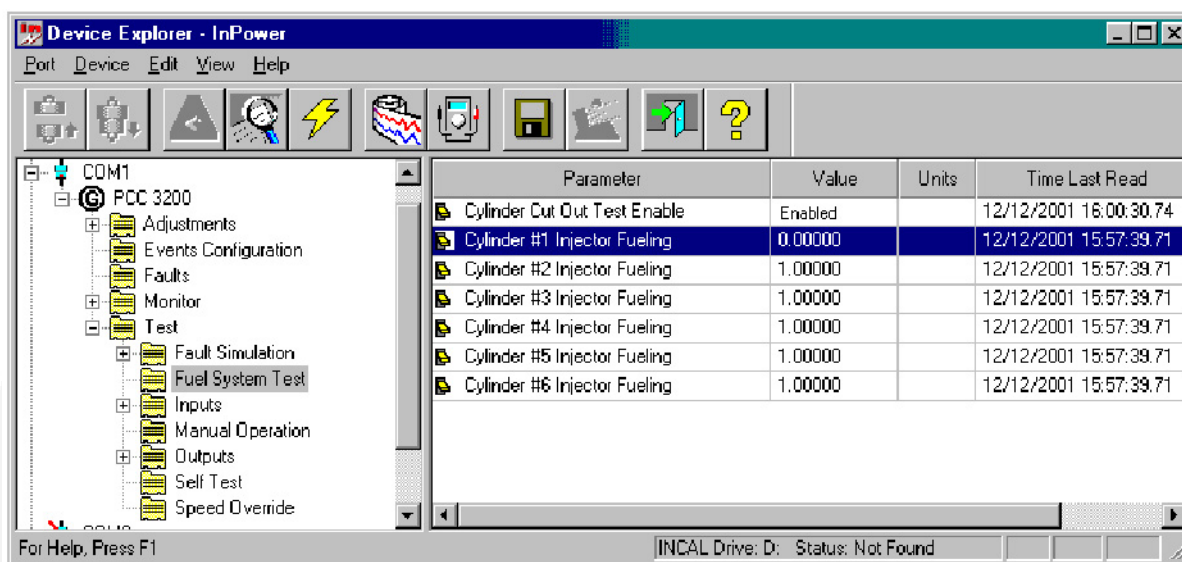 Device Explorer - InPower
Port Device Edit View Help
COM1
PCC 3200
Adjustments
Events Configuration
Faults
Monitor
Test
Fault Simulation
Fuel System Test
Inputs
Manual Operation
Outputs
Self Test
Speed Override
Parameter Value Units Time Last Read
Cylinder Cut Out Test Enable Enabled 12/12/2001 16:00:30.74
Cylinder #1 Injector Fueling 0.00000 12/12/2001 15:57:39.71
Cylinder #2 Injector Fueling 1.00000 12/12/2001 15:57:39.71
Cylinder #3 Injector Fueling 1.00000 12/12/2001 15:57:39.71
Cylinder #4 Injector Fueling 1.00000 12/12/2001 15:57:39.71
Cylinder #5 Injector Fueling 1.00000 12/12/2001 15:57:39.71
Cylinder #6 Injector Fueling 1.00000 12/12/2001 15:57:39.71
For Help, Press F1
INCAL Drive: D: Status: Not Found